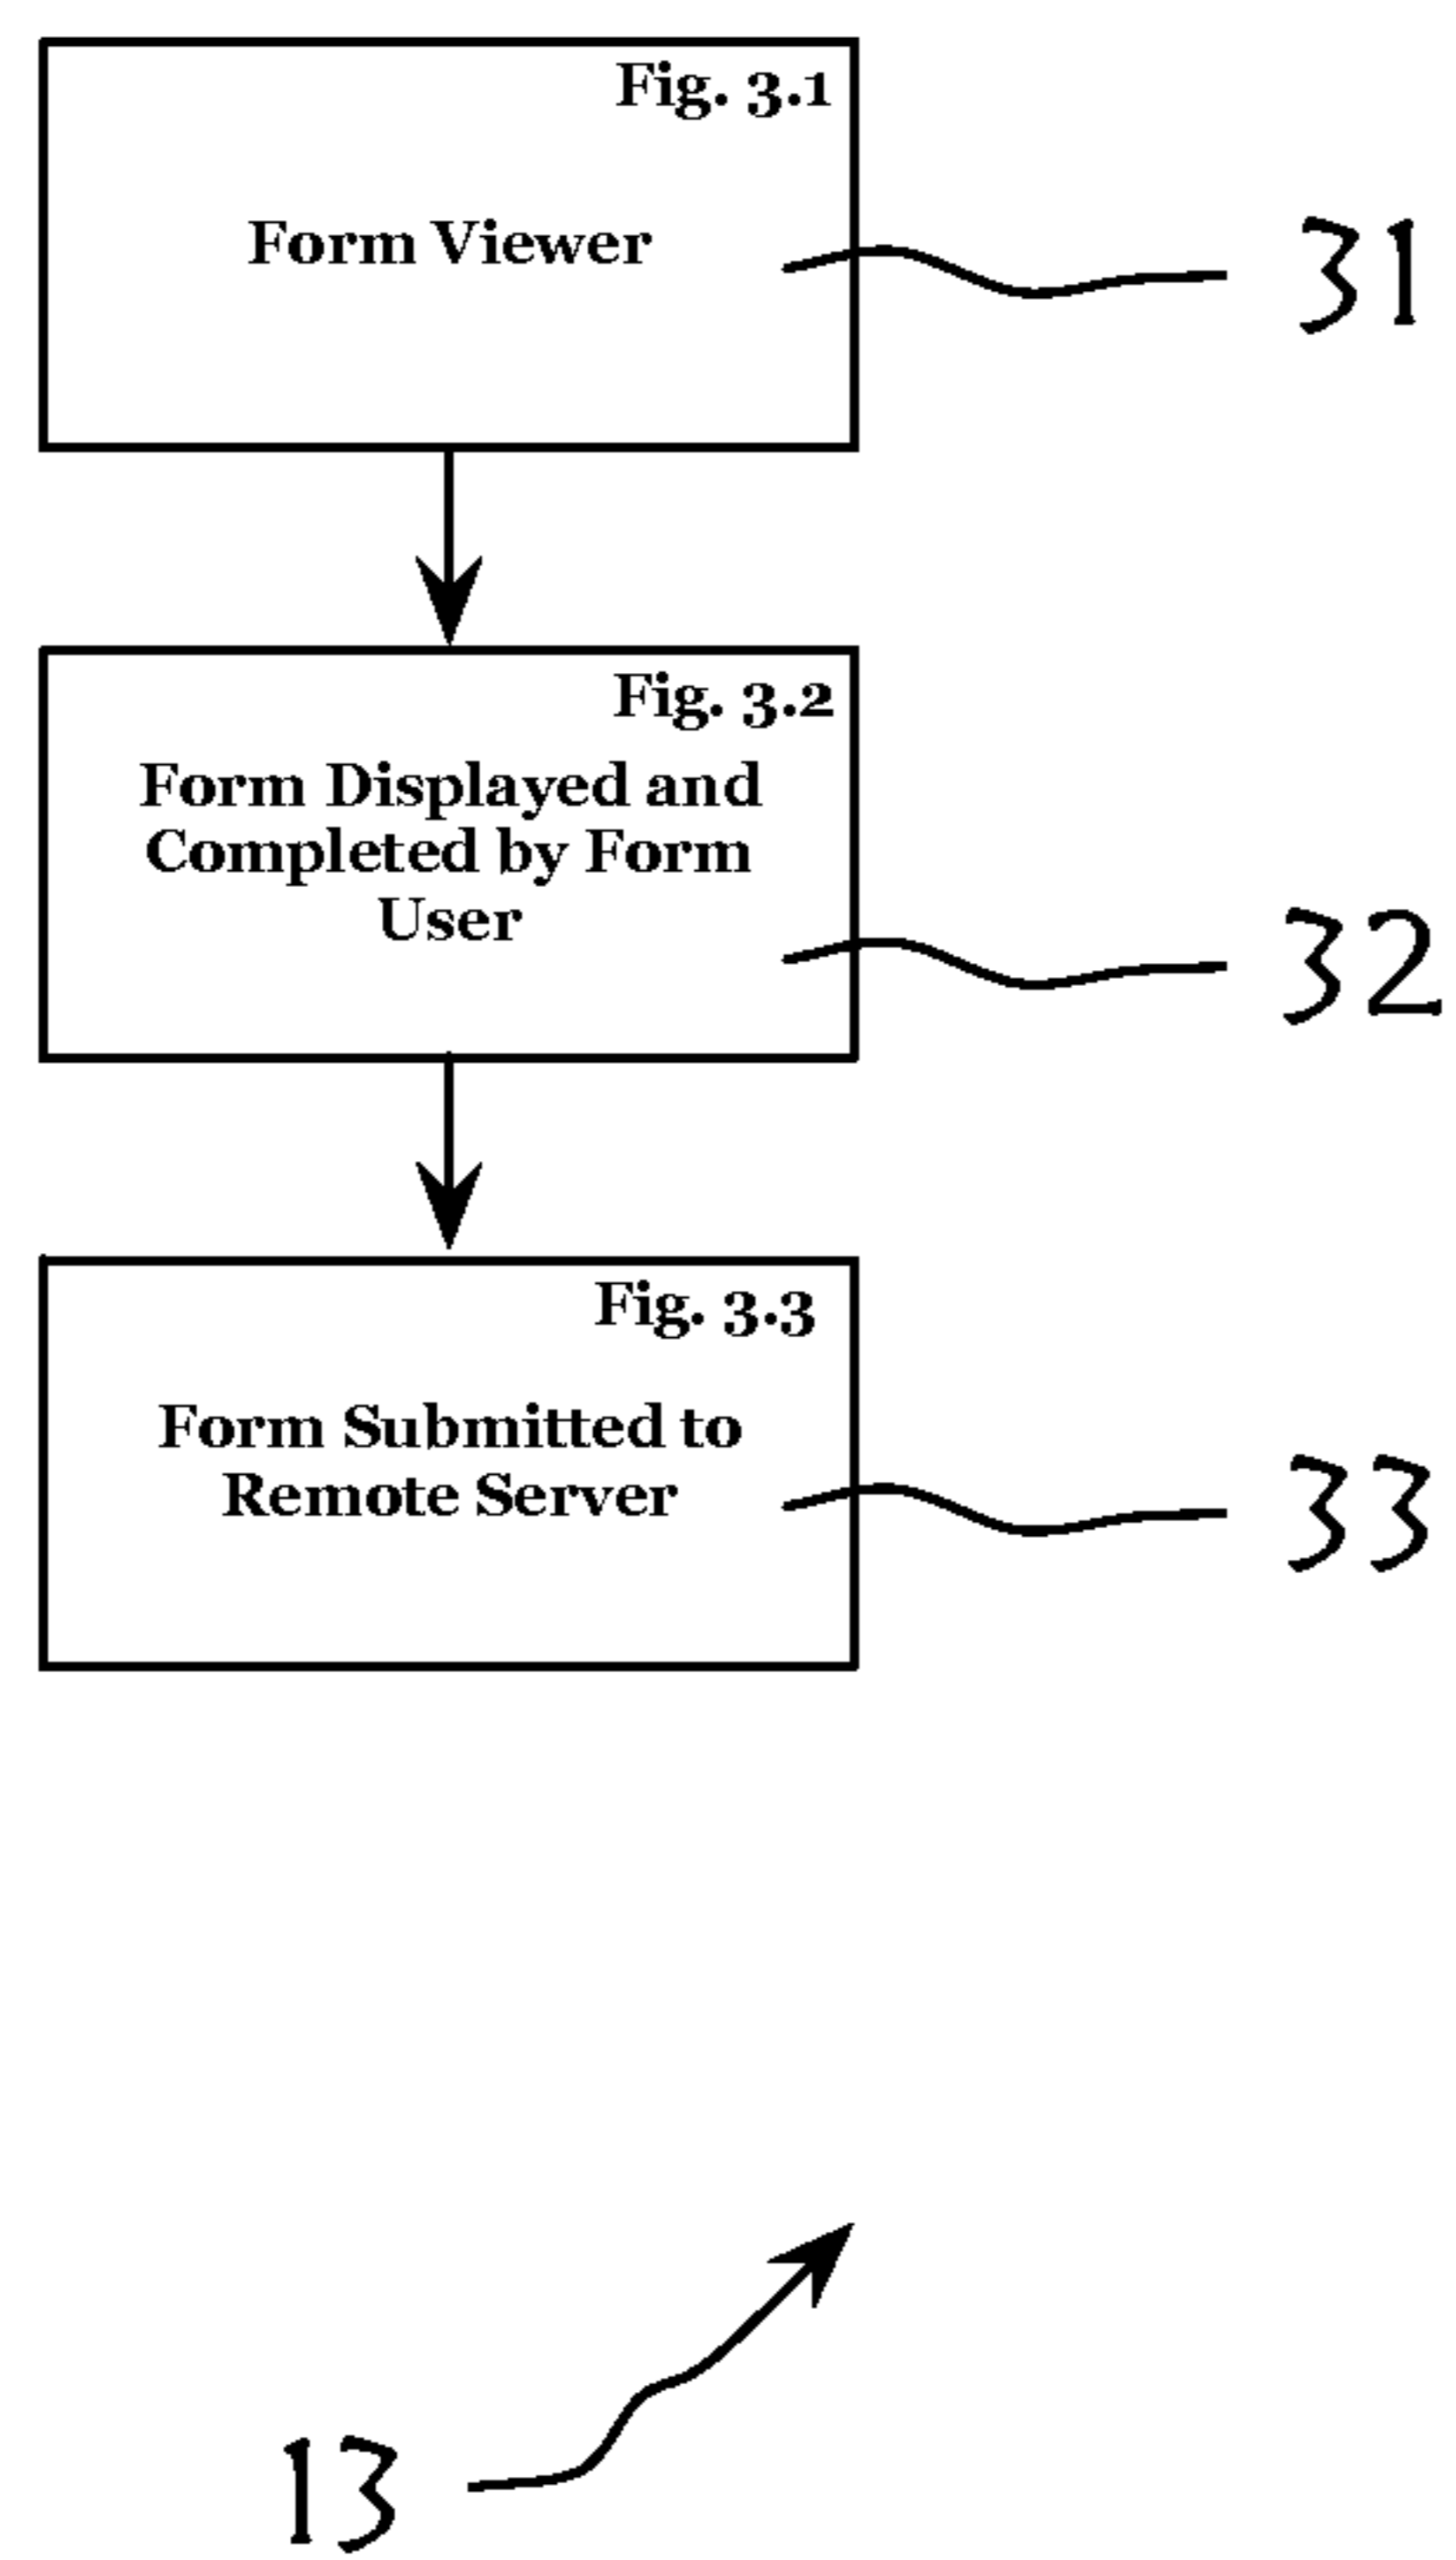 Fig. 3.1
Form Viewer
31
Fig. 3.2
Form Displayed and
Completed by Form
User
32
Fig. 3.3
Form Submitted to
Remote Server
33
13